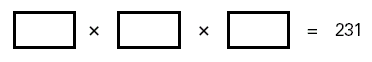 × × = 231